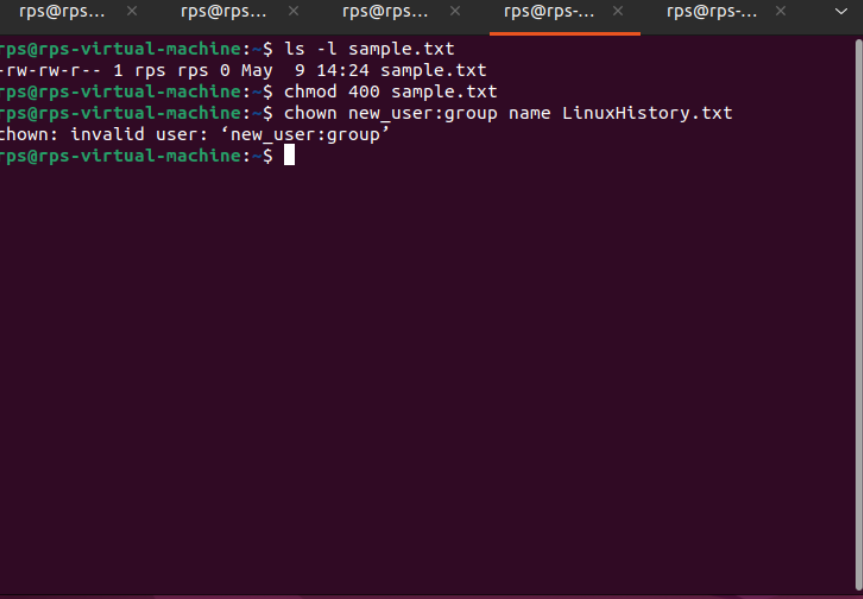 rps@rps... × rps@rps... × rps@rps... × rps@rps-... × rps@rps-... ×
rps@rps-virtual-machine:~$ ls -l sample.txt
-rw-rw-r-- 1 rps rps 0 May  9 14:24 sample.txt
rps@rps-virtual-machine:~$ chmod 400 sample.txt
rps@rps-virtual-machine:~$ chown new_user:group name LinuxHistory.txt
chown: invalid user: ‘new_user:group’
rps@rps-virtual-machine:~$